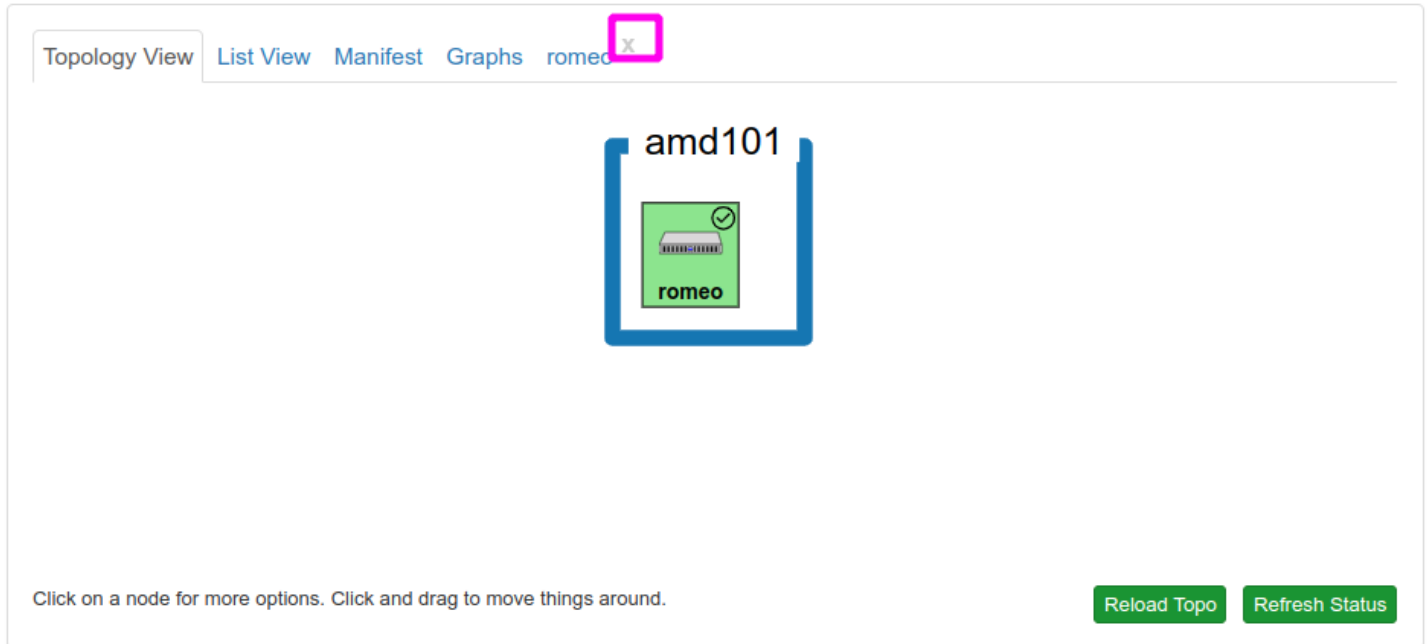 Topology View List View Manifest Graphs romeo x
amd101
romeo
Click on a node for more options. Click and drag to move things around.
Reload Topo Refresh Status